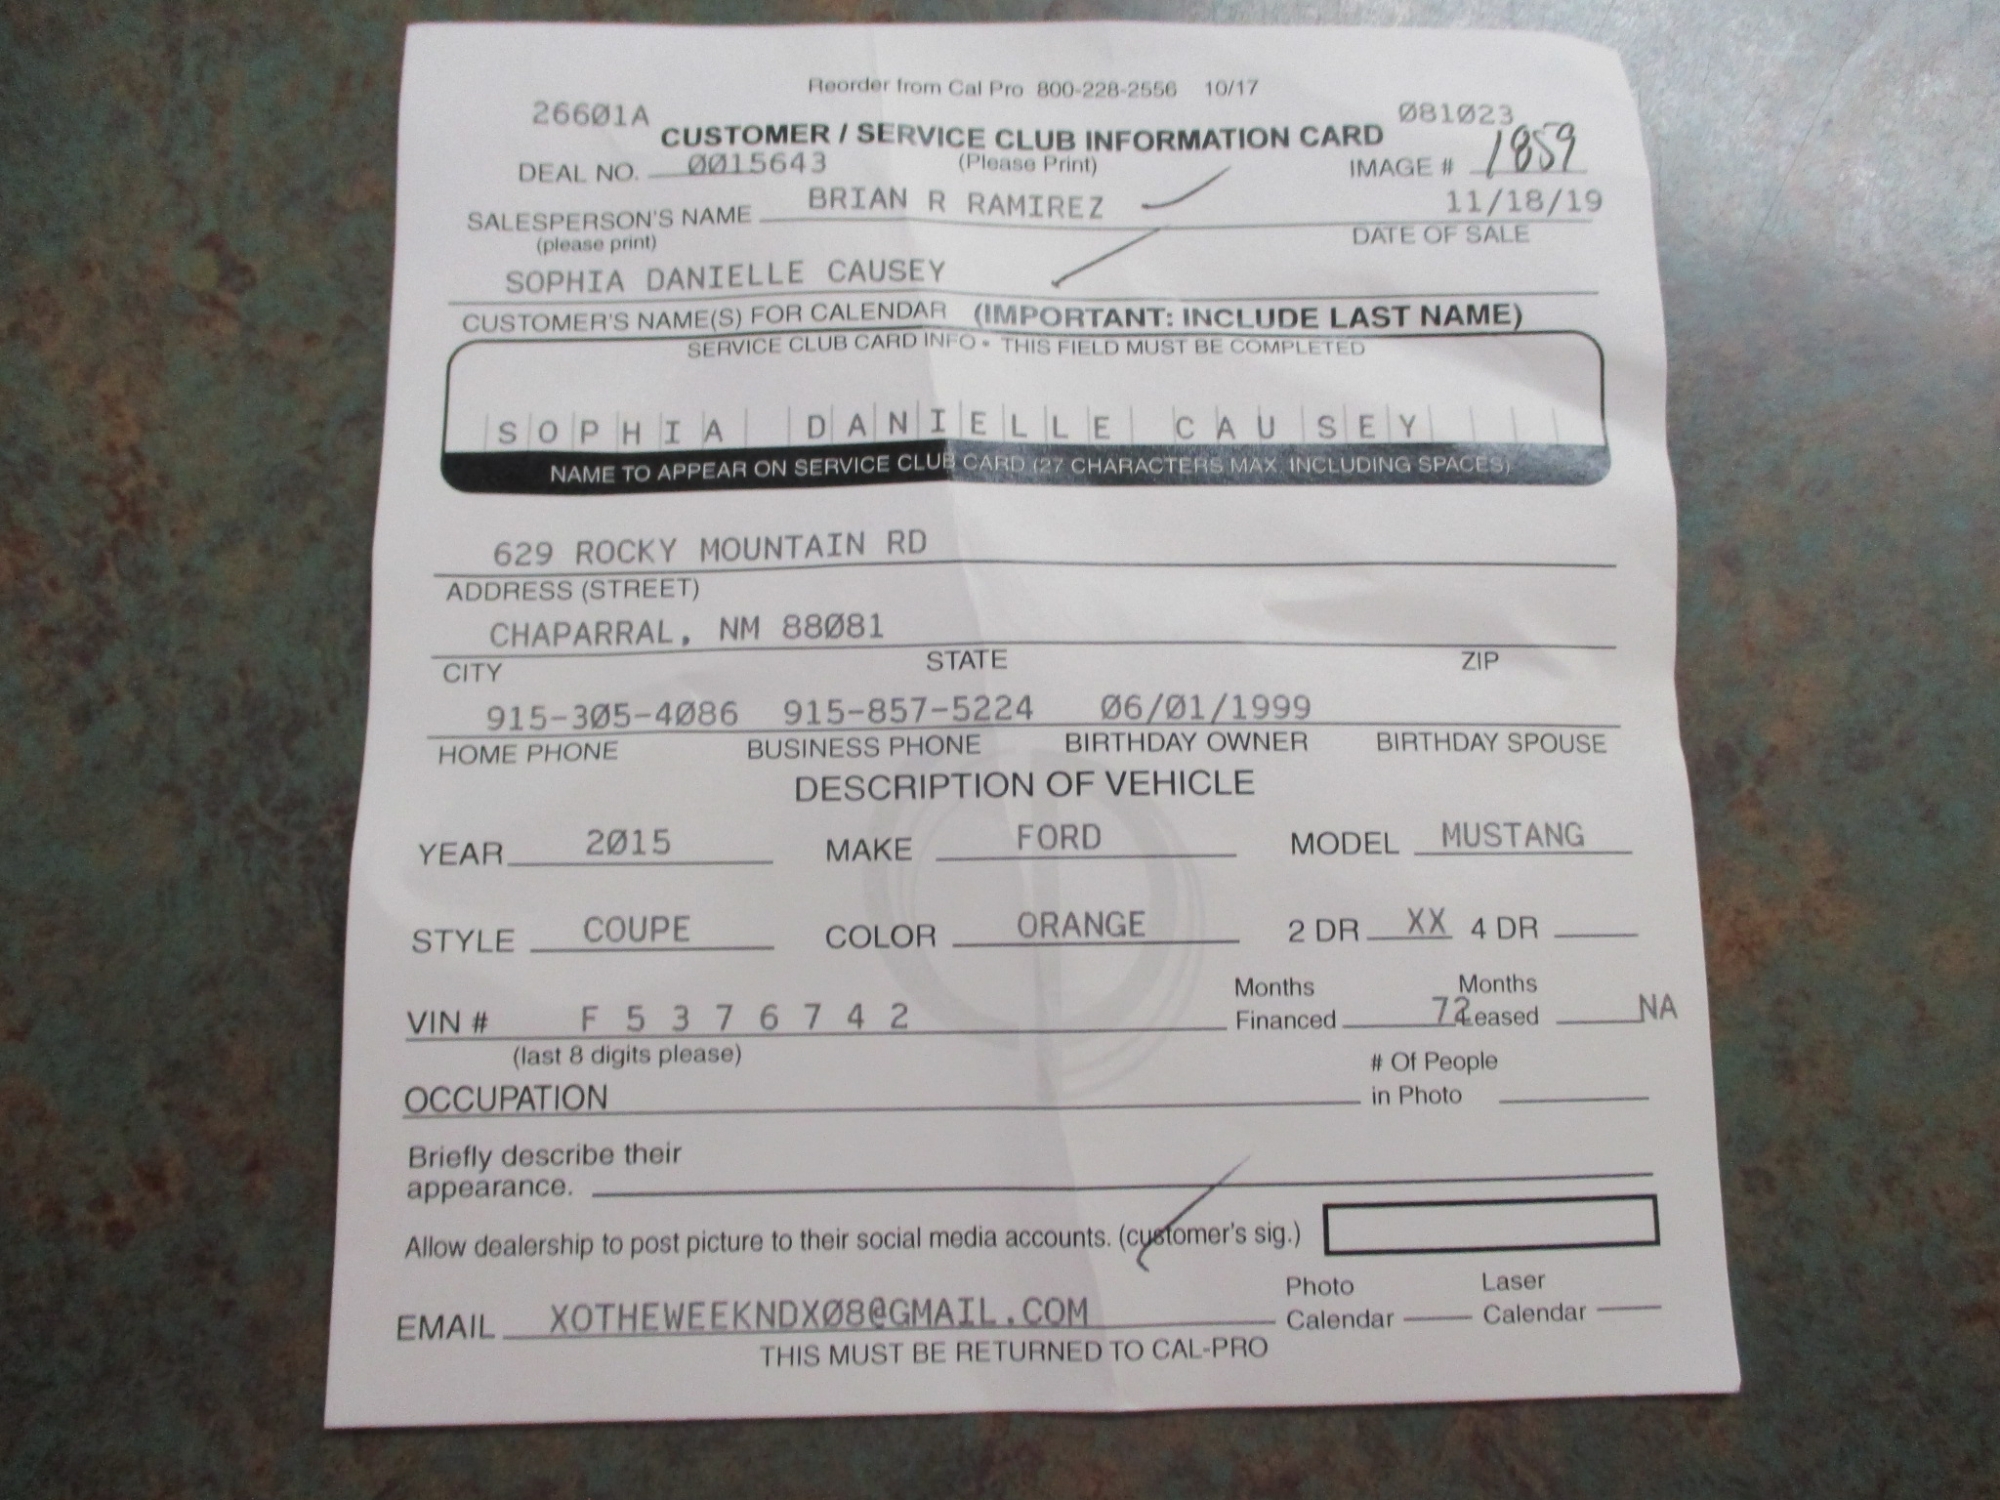 Reorder from Cal Pro 800-228-2556 10/17
26601A 081023
CUSTOMER / SERVICE CLUB INFORMATION CARD
DEAL NO. 0015643 (Please Print) IMAGE # 1859
SALESPERSON'S NAME BRIAN R RAMIREZ 11/18/19
(please print) DATE OF SALE
SOPHIA DANIELLE CAUSEY
CUSTOMER'S NAME(S) FOR CALENDAR (IMPORTANT: INCLUDE LAST NAME)
SERVICE CLUB CARD INFO • THIS FIELD MUST BE COMPLETED
SOPHIA DANIELLE CAUSEY
NAME TO APPEAR ON SERVICE CLUB CARD (27 CHARACTERS MAX. INCLUDING SPACES)
629 ROCKY MOUNTAIN RD
ADDRESS (STREET)
CHAPARRAL, NM 88081
CITY STATE ZIP
915-305-4086 915-857-5224 06/01/1999
HOME PHONE BUSINESS PHONE BIRTHDAY OWNER BIRTHDAY SPOUSE
DESCRIPTION OF VEHICLE
YEAR 2015 MAKE FORD MODEL MUSTANG
STYLE COUPE COLOR ORANGE 2 DR XX 4 DR
Months Months
VIN # F5376742 Financed 72 Leased NA
(last 8 digits please)
# Of People
OCCUPATION in Photo
Briefly describe their
appearance.
Allow dealership to post picture to their social media accounts. (customer's sig.)
Photo Laser
EMAIL XOTHEWEEKNDX08@GMAIL.COM Calendar Calendar
THIS MUST BE RETURNED TO CAL-PRO